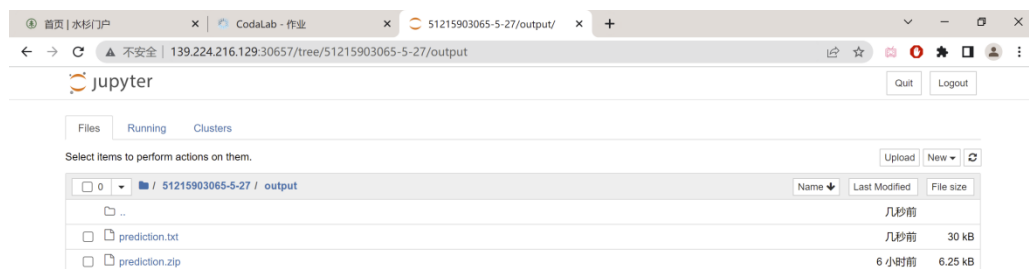 首页 | 水杉门户 CodaLab - 作业 51215903065-5-27/output/
不安全 | 139.224.216.129:30657/tree/51215903065-5-27/output
jupyter Quit Logout
Files Running Clusters
Select items to perform actions on them. Upload New
0 / 51215903065-5-27 / output Name Last Modified File size
.. 几秒前
prediction.txt 几秒前 30 kB
prediction.zip 6 小时前 6.25 kB